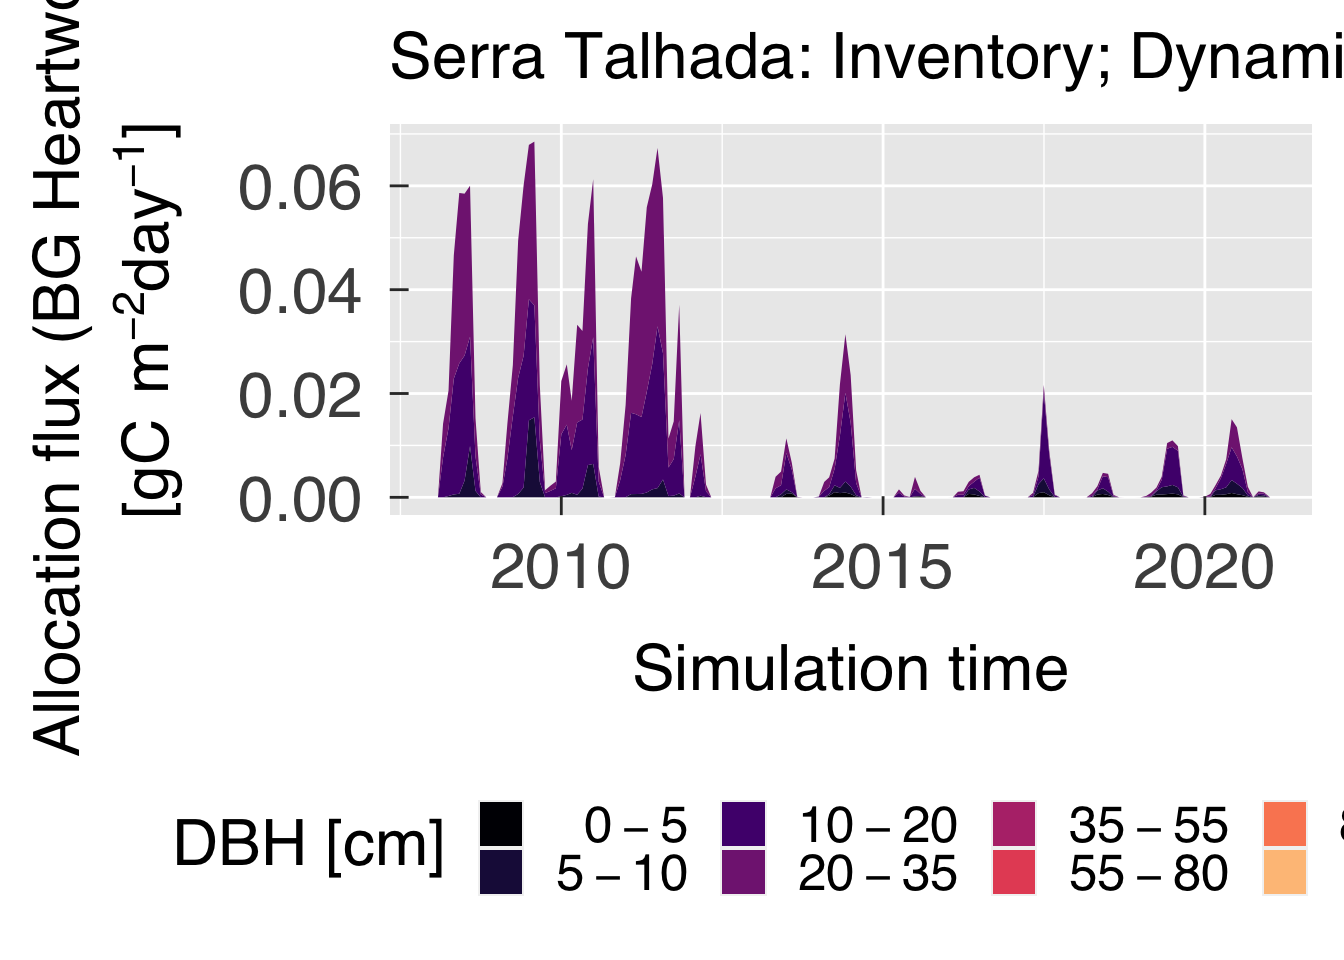 Serra Talhada: Inventory; Dynami
Allocation flux (BG Heartwo
[gC m−2day−1]
0.06
0.04
0.02
0.00
2010 2015 2020
Simulation time
DBH [cm]
0 – 5 10 – 20 35 – 55 8
5 – 10 20 – 35 55 – 80